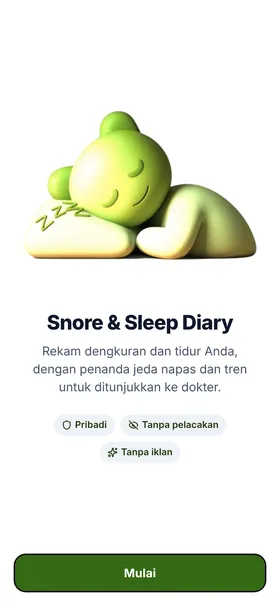 zzzz
Snore & Sleep Diary
Rekam dengkuran dan tidur Anda,
dengan penanda jeda napas dan tren
untuk ditunjukkan ke dokter.
Pribadi
Tanpa pelacakan
Tanpa iklan
Mulai